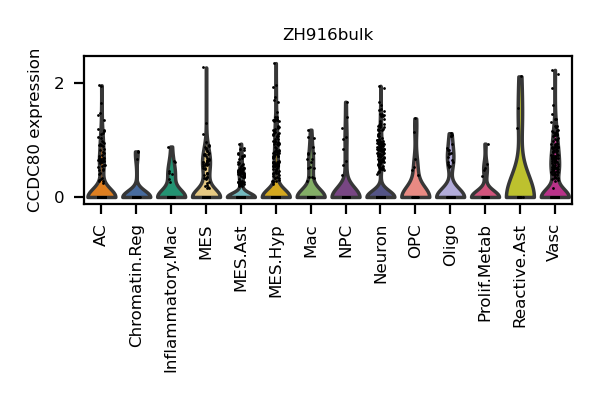 ZH916bulk
CCDC80 expression
2
0
AC
Chromatin.Reg
Inflammatory.Mac
MES
MES.Ast
MES.Hyp
Mac
NPC
Neuron
OPC
Oligo
Prolif.Metab
Reactive.Ast
Vasc